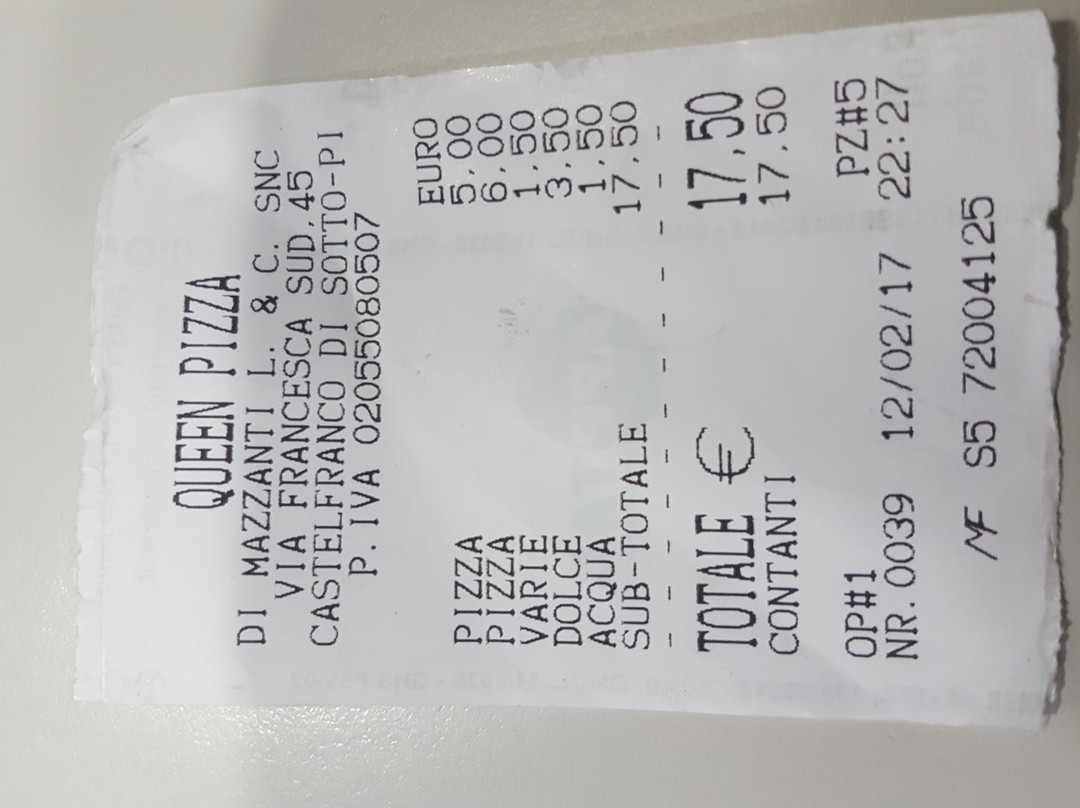 QUEEN PIZZA
DI MAZZANTI L. & C. SNC
VIA FRANCESCA SUD,45
CASTELFRANCO DI SOTTO-PI
P.IVA 02055080507
EURO
PIZZA 5,00
PIZZA 6,00
VARIE 1,50
DOLCE 3,50
ACQUA 1,50
SUB-TOTALE 17,50
- - - - - - - - - - - -
TOTALE € 17,50
CONTANTI 17,50
OP#1 PZ#5
NR.0039 12/02/17 22:27
MF S5 72004125